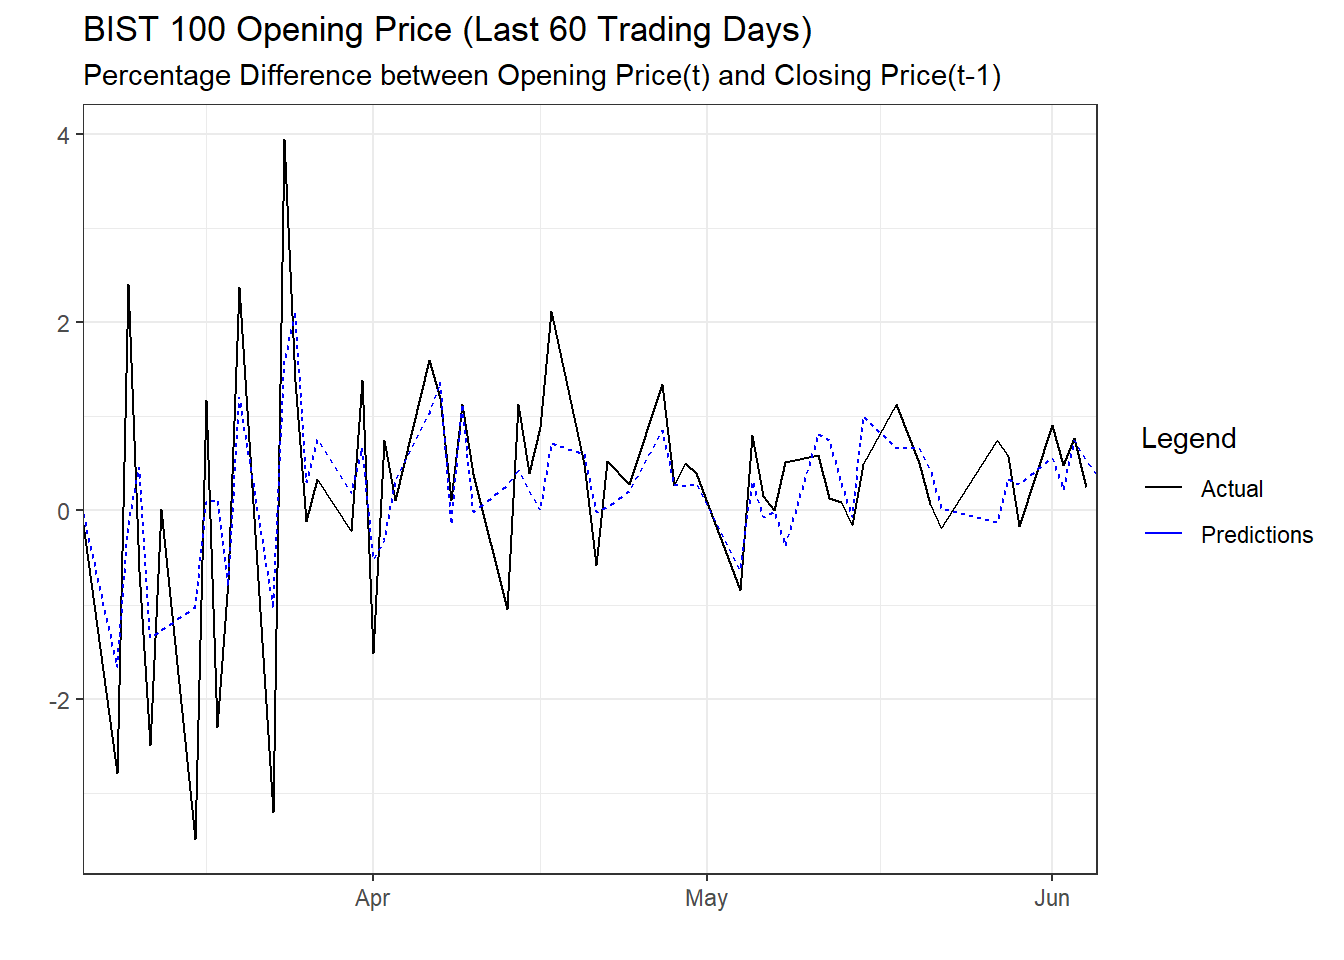 BIST 100 Opening Price (Last 60 Trading Days)
Percentage Difference between Opening Price(t) and Closing Price(t-1)
4
2
0
-2
Apr
May
Jun
Legend
Actual
Predictions